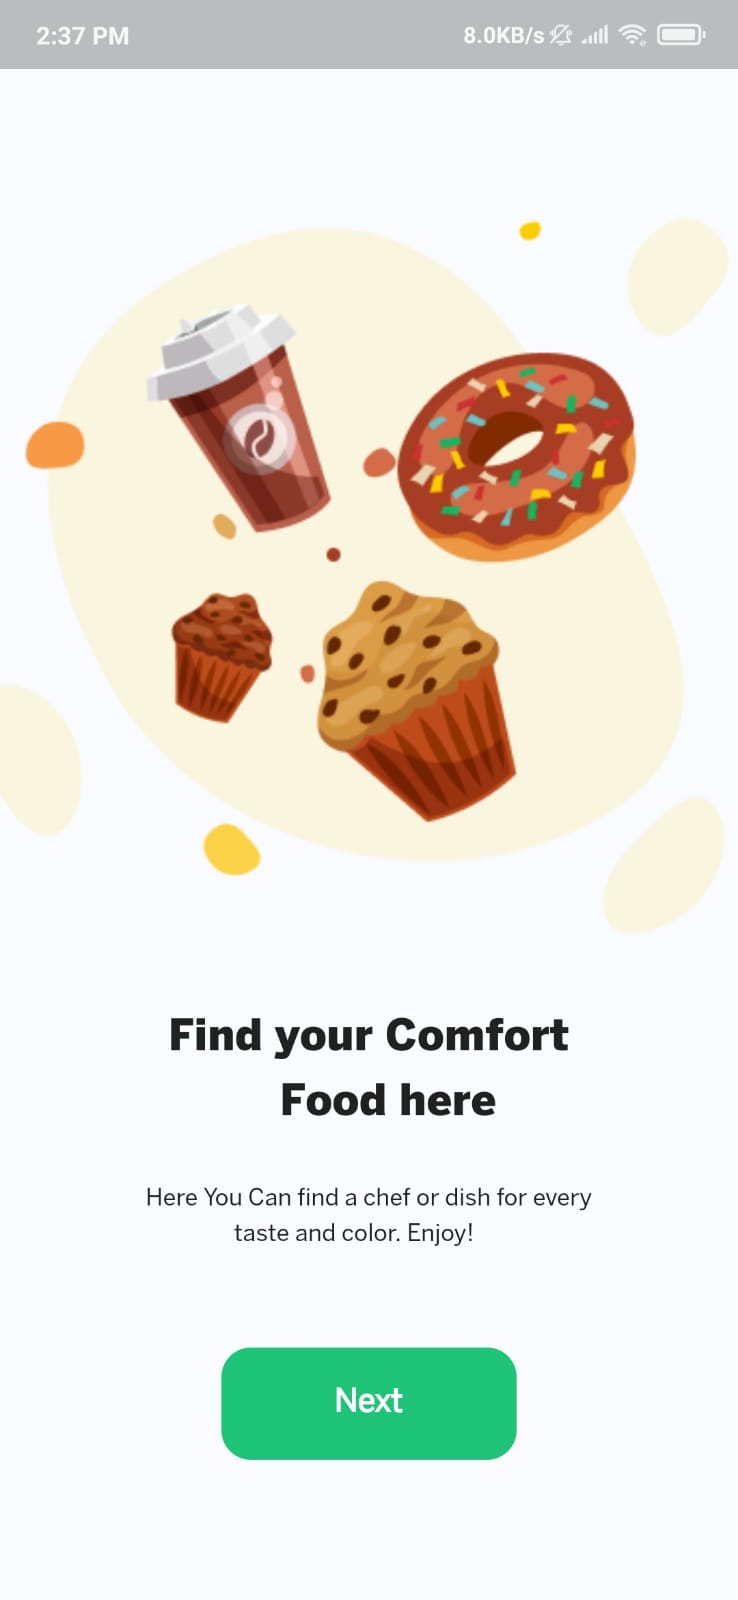 2:37 PM 8.0KB/s
Find your Comfort
Food here
Here You Can find a chef or dish for every
taste and color. Enjoy!
Next